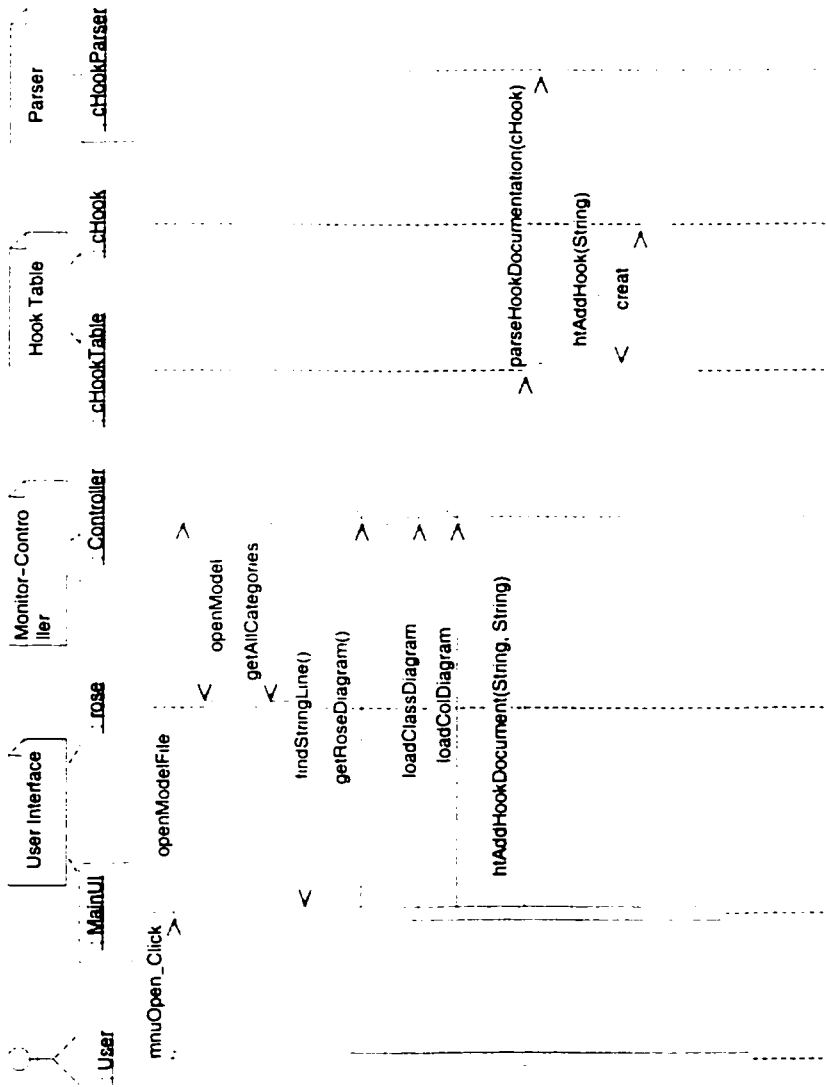 User Interface
Monitor-Contro
ller
Hook Table
Parser
: User
: MainUI
: rose
: Controller
: cHookTable
: cHook
: cHookParser
mnuOpen_Click
openModelFile
openModel
getAllCategories
findStringLine()
getRoseDiagram()
loadClassDiagram
loadColDiagram
htAddHookDocument(String, String)
parseHookDocumentation(cHook)
htAddHook(String)
creat